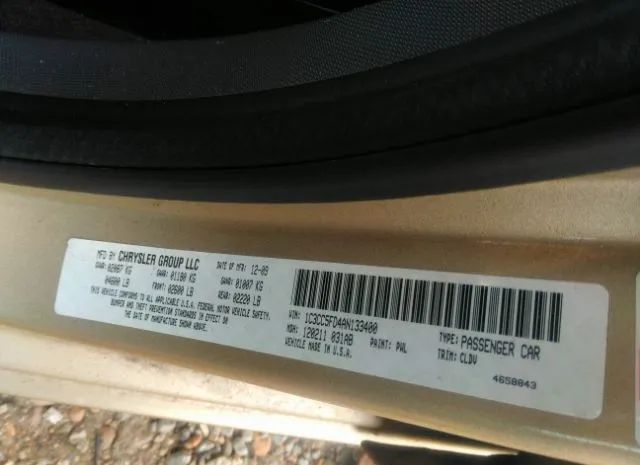 MFD BY CHRYSLER GROUP LLC DATE OF MFR 12-09
GVWR: 02087 KG GAWR: 01180 KG GAWR: 01007 KG
04600 LB FRONT: 02600 LB REAR: 02220 LB
THIS VEHICLE CONFORMS TO ALL APPLICABLE U.S.A. FEDERAL MOTOR VEHICLE SAFETY,
BUMPER AND THEFT PREVENTION STANDARDS IN EFFECT ON THE DATE OF
MANUFACTURE SHOWN ABOVE.
VIN: 1C3CC5FD4AN133400 TYPE: PASSENGER CAR
MDH: 120211 031AB PAINT: PWL TRIM: CLDV
VEHICLE MADE IN U.S.A.
4658843